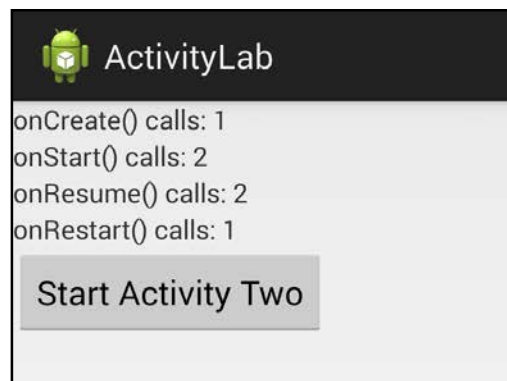 ActivityLab
onCreate() calls: 1
onStart() calls: 2
onResume() calls: 2
onRestart() calls: 1
Start Activity Two